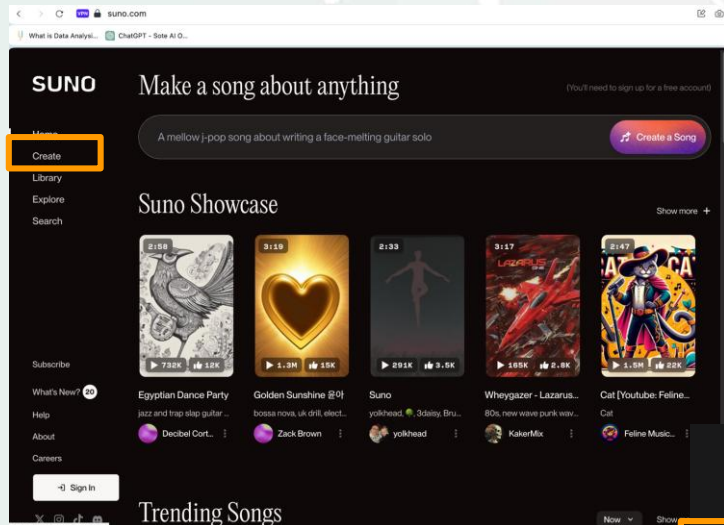 suno.com
What is Data Analysi...
ChatGPT - Sote AI O...
SUNO
Home
Create
Library
Explore
Search
Subscribe
What's New? 20
Help
About
Careers
Sign In
Make a song about anything
(You'll need to sign up for a free account)
A mellow j-pop song about writing a face-melting guitar solo
Create a Song
Suno Showcase
Show more +
2:58
732K 12K
Egyptian Dance Party
jazz and trap slap guitar ...
Decibel Cort...
3:19
1.3M 15K
Golden Sunshine 윤아
bossa nova, uk drill, elect...
Zack Brown
2:33
291K 3.5K
Suno
yolkhead, 3daisy, Bru...
yolkhead
3:17
LAZARUS
165K 2.8K
Wheygazer - Lazarus...
80s, new wave punk wav...
KakerMix
2:47
CAT CAT
1.5M 22K
Cat [Youtube: Feline...
Cat
Feline Music...
Trending Songs
Now
Show